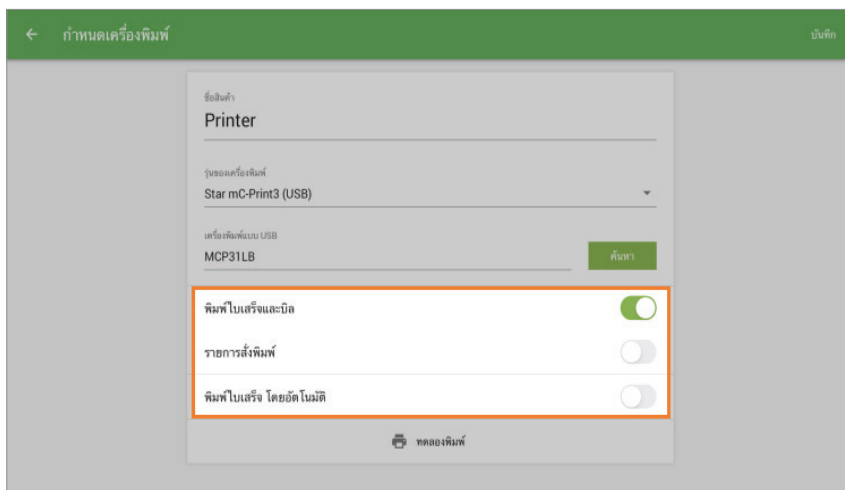 กำหนดเครื่องพิมพ์
บันทึก
ชื่อสินค้า
Printer
รุ่นของเครื่องพิมพ์
Star mC-Print3 (USB)
เครื่องพิมพ์แบบ USB
MCP31LB
ค้นหา
พิมพ์ใบเสร็จและบิล
รายการสั่งพิมพ์
พิมพ์ใบเสร็จ โดยอัตโนมัติ
ทดลองพิมพ์